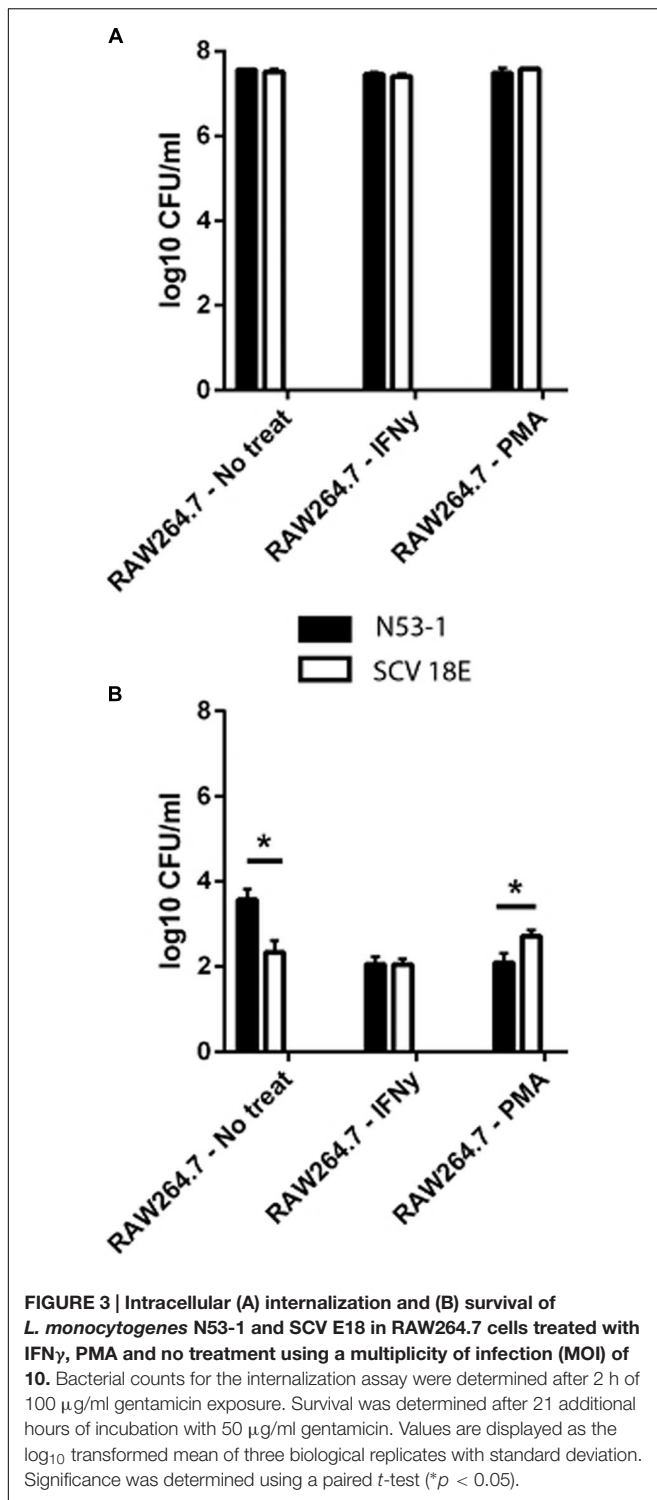 A
8
6
4
2
0
log10 CFU/ml
RAW264.7 - No treat
RAW264.7 - IFNy
RAW264.7 - PMA
N53-1
SCV 18E
B
8
6
4
2
0
log10 CFU/ml
*
*
RAW264.7 - No treat
RAW264.7 - IFNy
RAW264.7 - PMA
FIGURE 3 | Intracellular (A) internalization and (B) survival of
L. monocytogenes N53-1 and SCV E18 in RAW264.7 cells treated with
IFNγ, PMA and no treatment using a multiplicity of infection (MOI) of
10. Bacterial counts for the internalization assay were determined after 2 h of
100 μg/ml gentamicin exposure. Survival was determined after 21 additional
hours of incubation with 50 μg/ml gentamicin. Values are displayed as the
log₁₀ transformed mean of three biological replicates with standard deviation.
Significance was determined using a paired t-test (*p < 0.05).